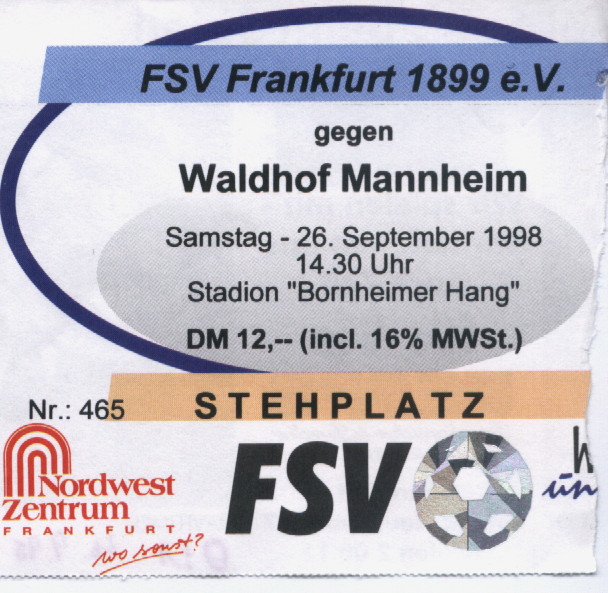 FSV Frankfurt 1899 e.V.
gegen
Waldhof Mannheim
Samstag - 26. September 1998
14.30 Uhr
Stadion "Bornheimer Hang"
DM 12,-- (incl. 16% MWSt.)
Nr.: 465 STEHPLATZ
Nordwest
Zentrum
FRANKFURT
wo sonst?
FSV